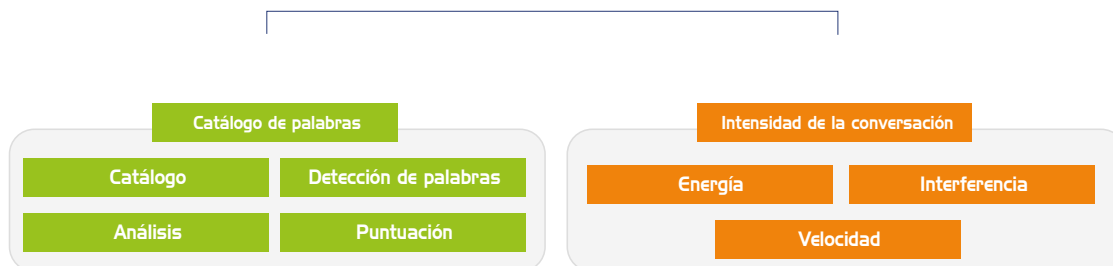 Catálogo de palabras
Intensidad de la conversación
Catálogo
Detección de palabras
Energía
Interferencia
Análisis
Puntuación
Velocidad